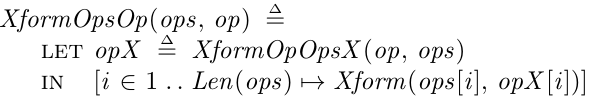 XformOpsOp(ops, op) ≜
LET opX ≜ XformOpOpsX(op, ops)
IN [i ∈ 1 .. Len(ops) ↦ Xform(ops[i], opX[i])]